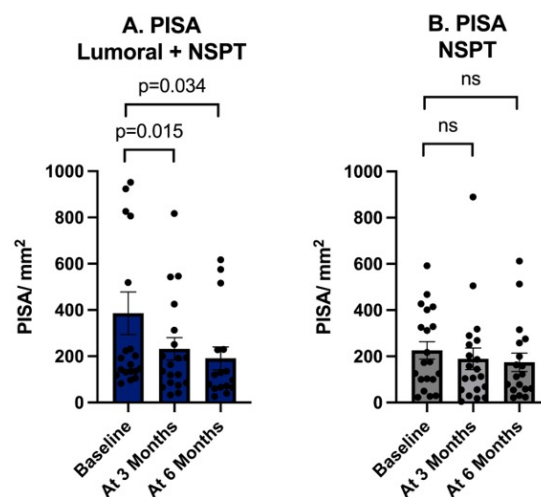 A. PISA
Lumoral + NSPT
p=0.034
p=0.015
PISA/ mm²
1000
800
600
400
200
0
Baseline
At 3 Months
At 6 Months
B. PISA
NSPT
ns
ns
PISA/ mm²
1000
800
600
400
200
0
Baseline
At 3 Months
At 6 Months